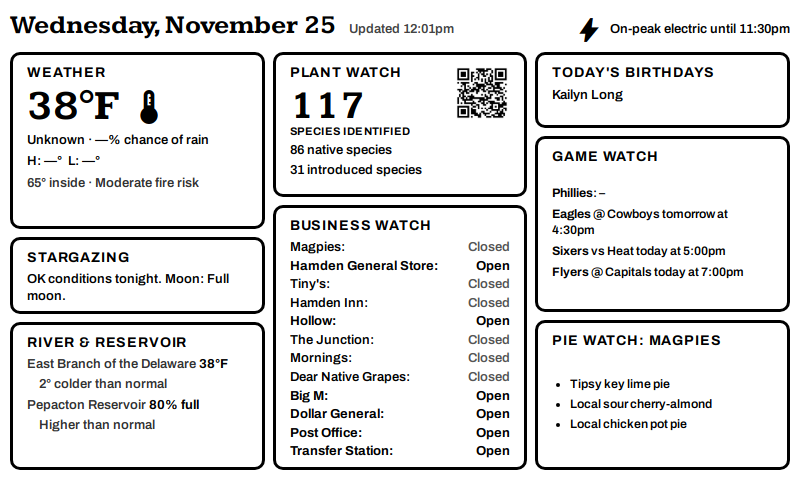 Wednesday, November 25 Updated 12:01pm
On-peak electric until 11:30pm
WEATHER
38°F
Unknown · —% chance of rain
H: —° L: —°
65° inside · Moderate fire risk
STARGAZING
OK conditions tonight. Moon: Full
moon.
RIVER & RESERVOIR
East Branch of the Delaware 38°F
2° colder than normal
Pepacton Reservoir 80% full
Higher than normal
PLANT WATCH
117
SPECIES IDENTIFIED
86 native species
31 introduced species
BUSINESS WATCH
Magpies: Closed
Hamden General Store: Open
Tiny's: Closed
Hamden Inn: Closed
Hollow: Open
The Junction: Closed
Mornings: Closed
Dear Native Grapes: Closed
Big M: Open
Dollar General: Open
Post Office: Open
Transfer Station: Open
TODAY'S BIRTHDAYS
Kailyn Long
GAME WATCH
Phillies: –
Eagles @ Cowboys tomorrow at
4:30pm
Sixers vs Heat today at 5:00pm
Flyers @ Capitals today at 7:00pm
PIE WATCH: MAGPIES
• Tipsy key lime pie
• Local sour cherry-almond
• Local chicken pot pie